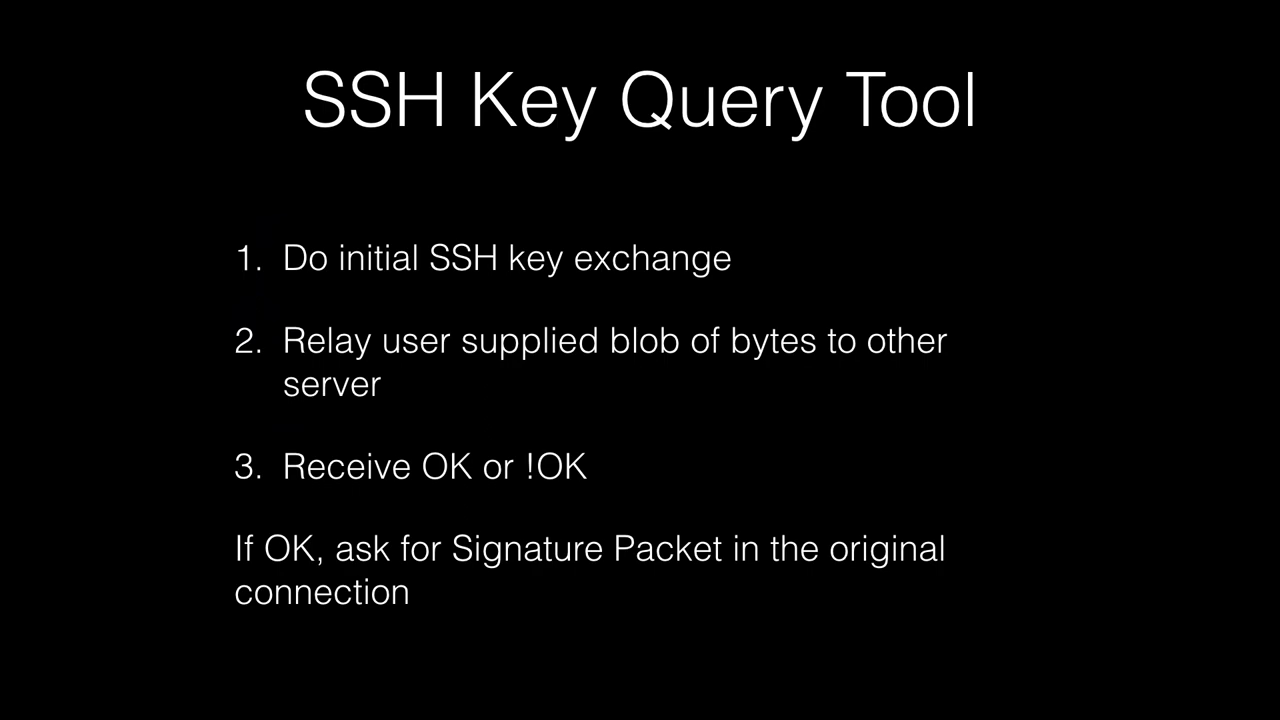 SSH Key Query Tool
1. Do initial SSH key exchange
2. Relay user supplied blob of bytes to other
server
3. Receive OK or !OK
If OK, ask for Signature Packet in the original
connection